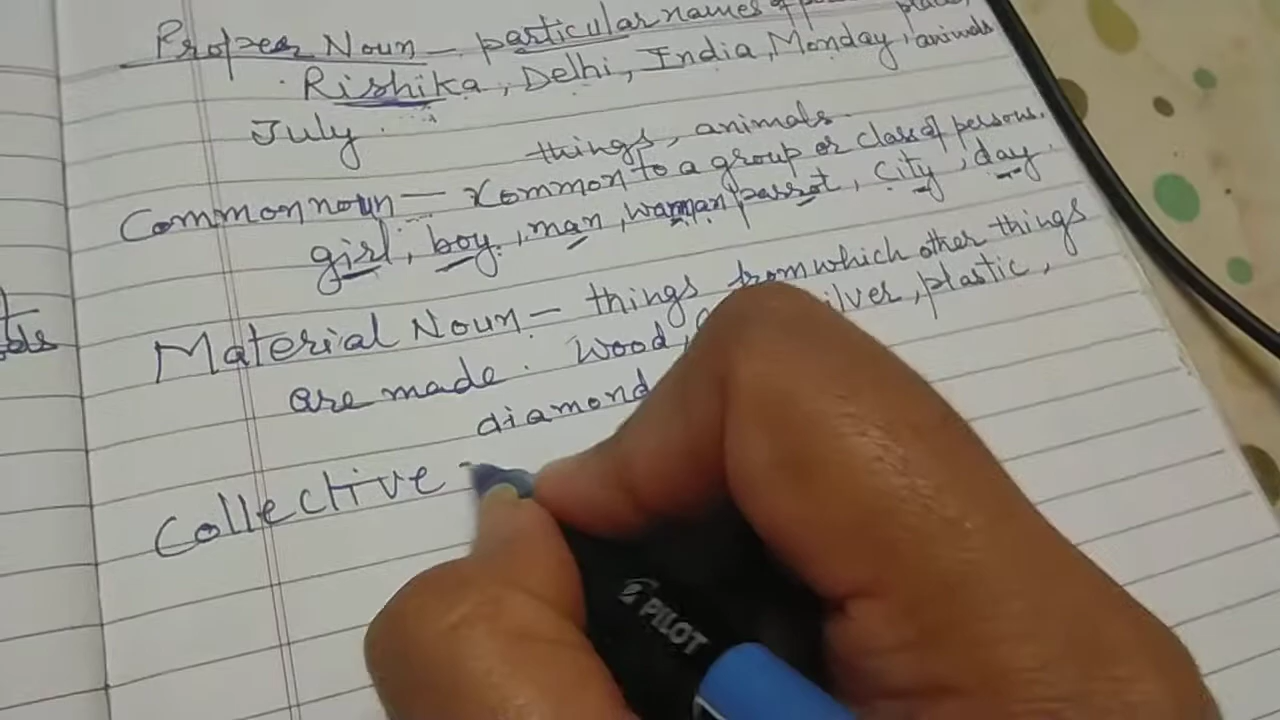 Proper Noun - particular names of
Rishika, Delhi, India, Monday, animals
July.
things, animals.
Common noun - Common to a group or class of persons.
girl, boy, man, woman, parrot, city, day.
Material Noun - things from which other things
are made. Wood, silver, plastic,
diamond
Collective
PILOT